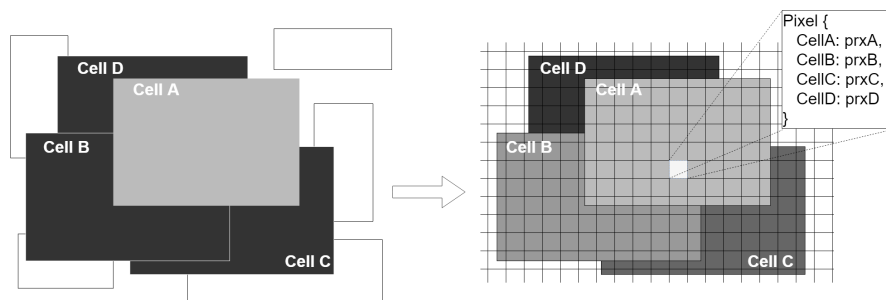 Cell D
Cell A
Cell B
Cell C
Cell D
Cell A
Cell B
Cell C
Pixel {
CellA: prxA,
CellB: prxB,
CellC: prxC,
CellD: prxD
}